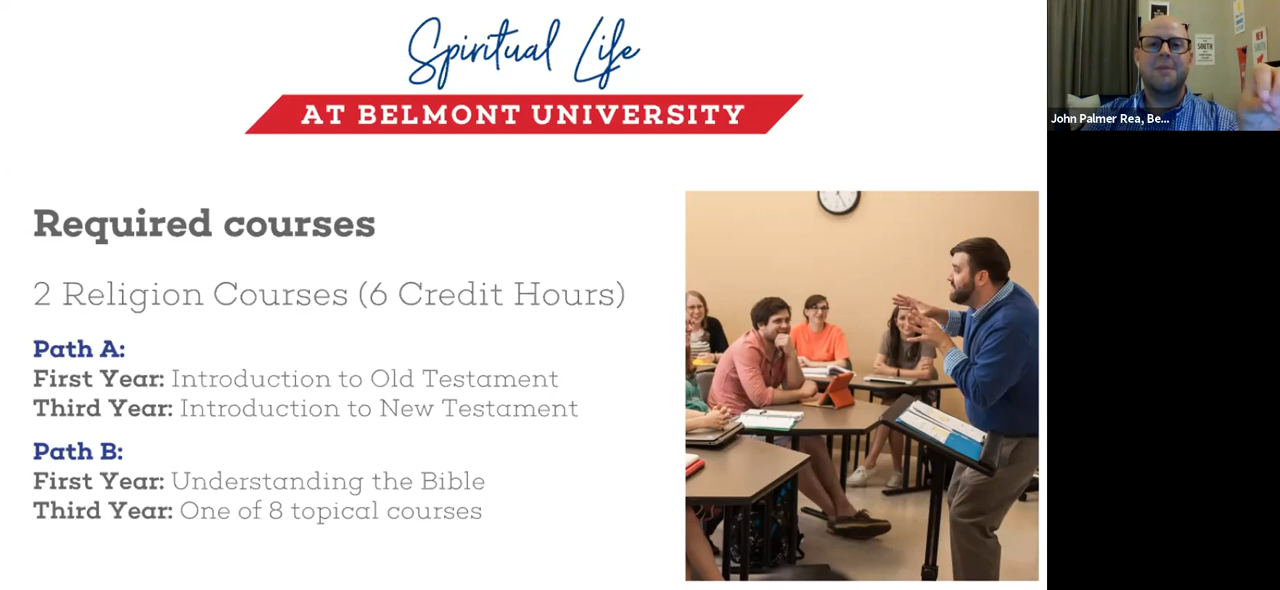 Spiritual Life
AT BELMONT UNIVERSITY
Required courses
2 Religion Courses (6 Credit Hours)
Path A:
First Year: Introduction to Old Testament
Third Year: Introduction to New Testament
Path B:
First Year: Understanding the Bible
Third Year: One of 8 topical courses
SOUTH
John Palmer Rea, Be...